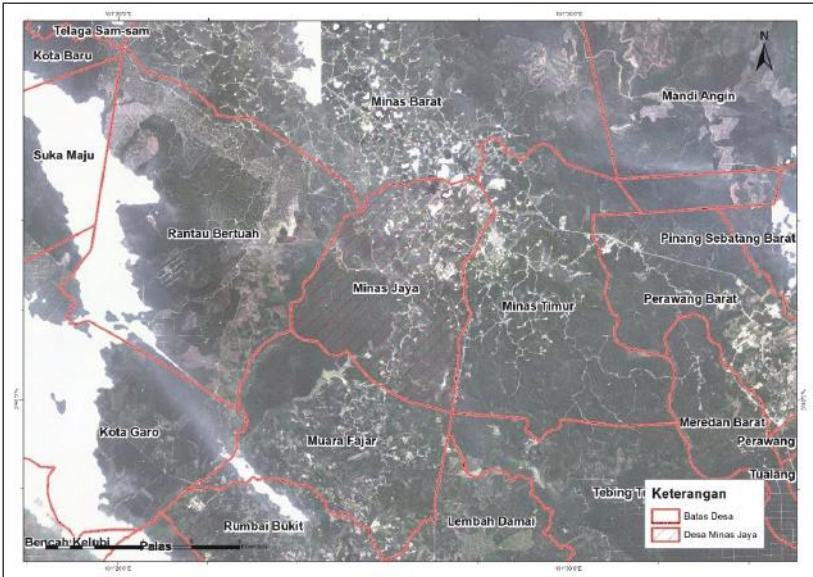 Telaga Sam-sam
Kota Baru
N
Minas Barat
Mandi Angin
Suka Maju
Rantau Bertuah
Pinang Sebatang Barat
Minas Jaya
Minas Timur
Perawang Barat
Meredan Barat
Kota Garo
Muara Fajar
Perawang
Tualang
Tebing T
Keterangan
Batas Desa
Desa Minas Jaya
Rumbai Bukit
Lembah Damai
Bencah Kelubi
Palas